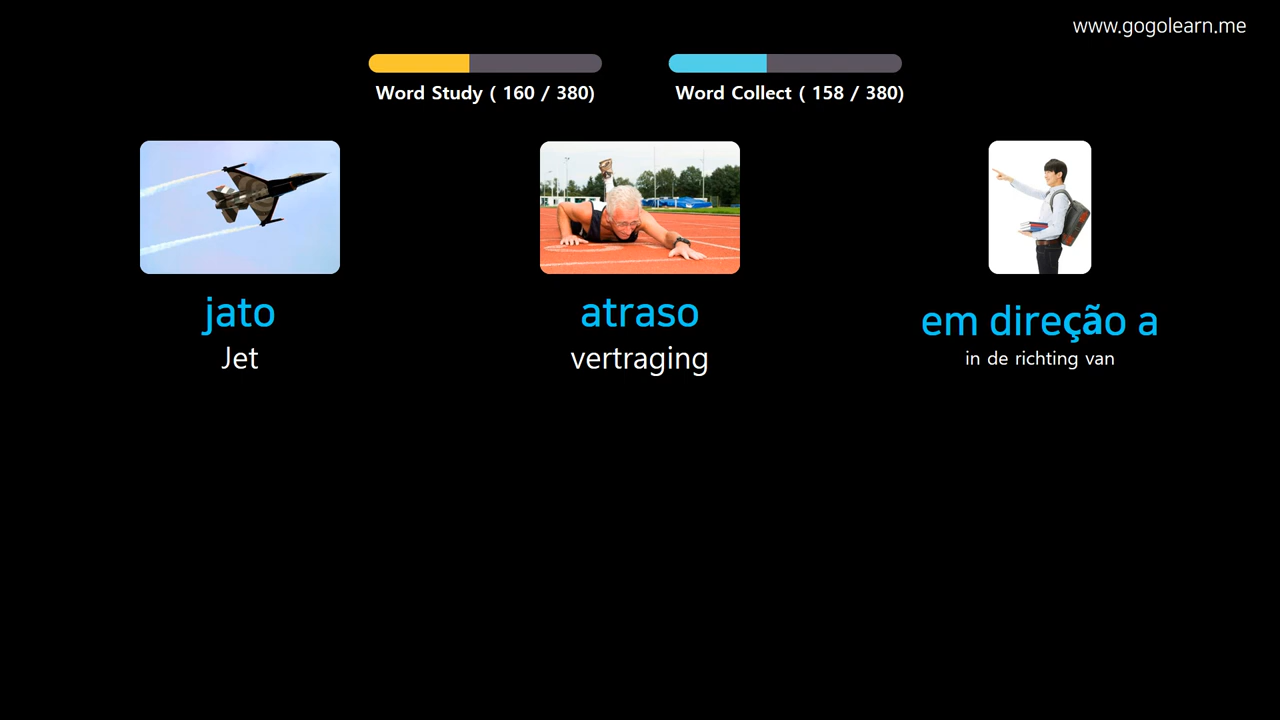 www.gogolearn.me
Word Study ( 160 / 380)
Word Collect ( 158 / 380)
jato
Jet
atraso
vertraging
em direção a
in de richting van